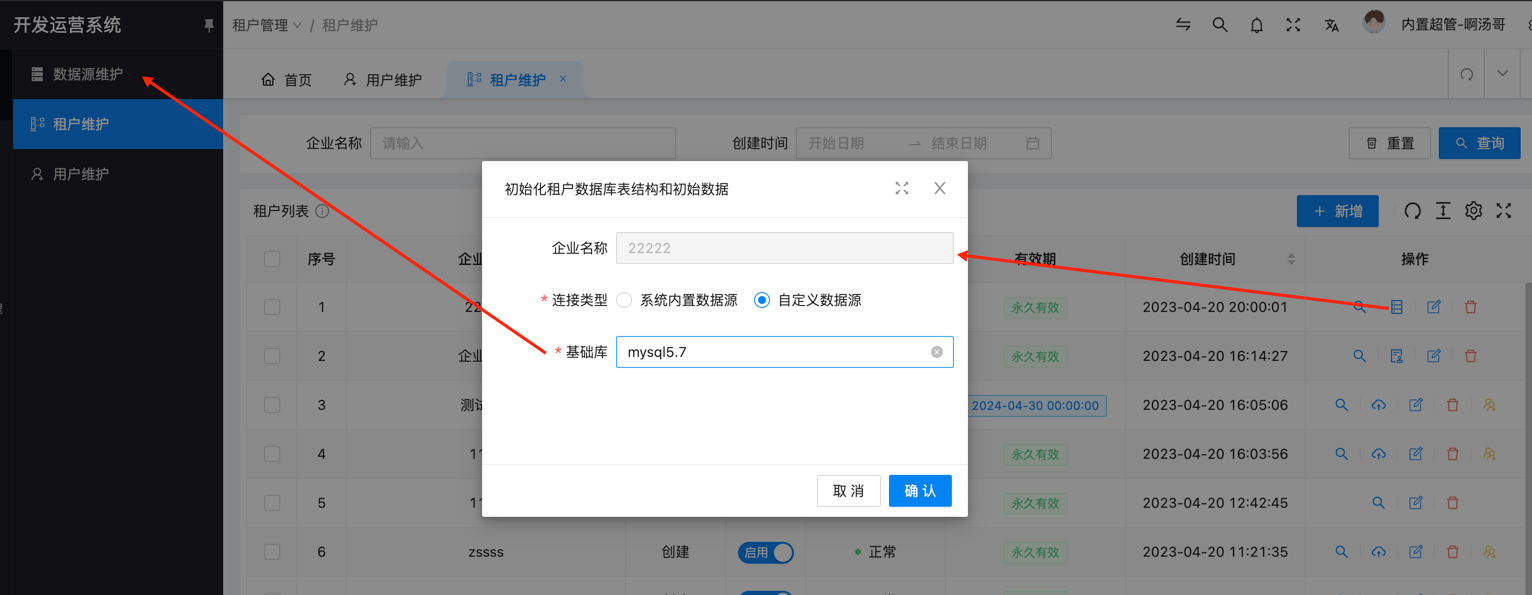 开发运营系统
租户管理 / 租户维护
内置超管-啊汤哥
数据源维护
租户维护
用户维护
首页 用户维护 租户维护 ×
企业名称 请输入 创建时间 开始日期 → 结束日期 重置 查询
租户列表 + 新增
序号 有效期 创建时间 操作
1 永久有效 2023-04-20 20:00:01
2 永久有效 2023-04-20 16:14:27
3 2024-04-30 00:00:00 2023-04-20 16:05:06
4 永久有效 2023-04-20 16:03:56
5 永久有效 2023-04-20 12:42:45
6 zssss 创建 启用 正常 永久有效 2023-04-20 11:21:35
初始化租户数据库表结构和初始数据
企业名称 22222
* 连接类型 系统内置数据源 自定义数据源
* 基础库 mysql5.7
取 消 确 认